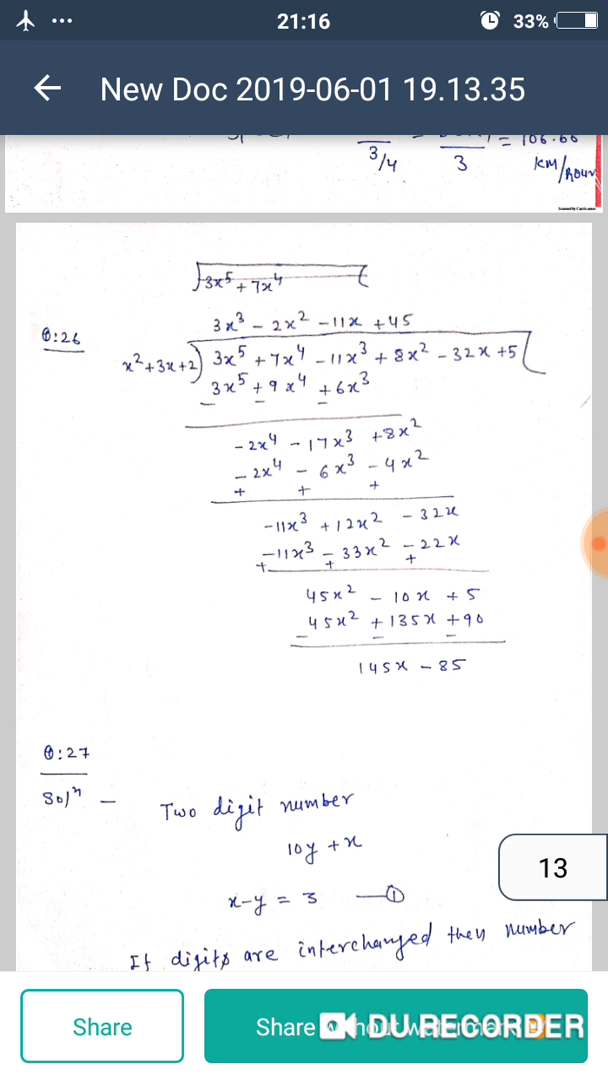 21:16 33%
New Doc 2019-06-01 19.13.35
3/4 3 = 106.66
KM/hour
3x⁵ + 7x⁴
Q:26
3x³ - 2x² - 11x + 45
x²+3x+2) 3x⁵ + 7x⁴ - 11x³ + 8x² - 32x + 5
3x⁵ + 9x⁴ + 6x³
- - -
-2x⁴ - 17x³ + 8x²
-2x⁴ - 6x³ - 4x²
+ + +
-11x³ + 12x² - 32x
-11x³ - 33x² - 22x
+ + +
45x² - 10x + 5
45x² + 135x + 90
- - -
145x - 85
Q:27
Solⁿ - Two digit number
10y + x
x-y = 3 —①
If digits are interchanged then number
13
Share
Share
DU RECORDER